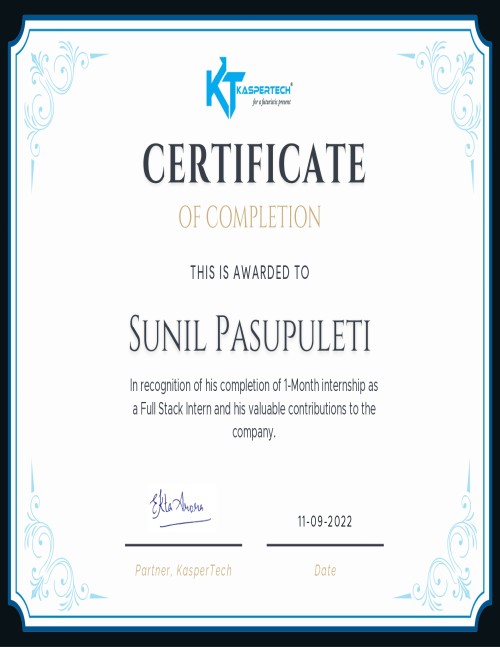 KT KASPERTECH®
for a futuristic present
CERTIFICATE
OF COMPLETION
THIS IS AWARDED TO
SUNIL PASUPULETI
In recognition of his completion of 1-Month internship as
a Full Stack Intern and his valuable contributions to the
company.
Ekta Arora
11-09-2022
Partner, KasperTech
Date